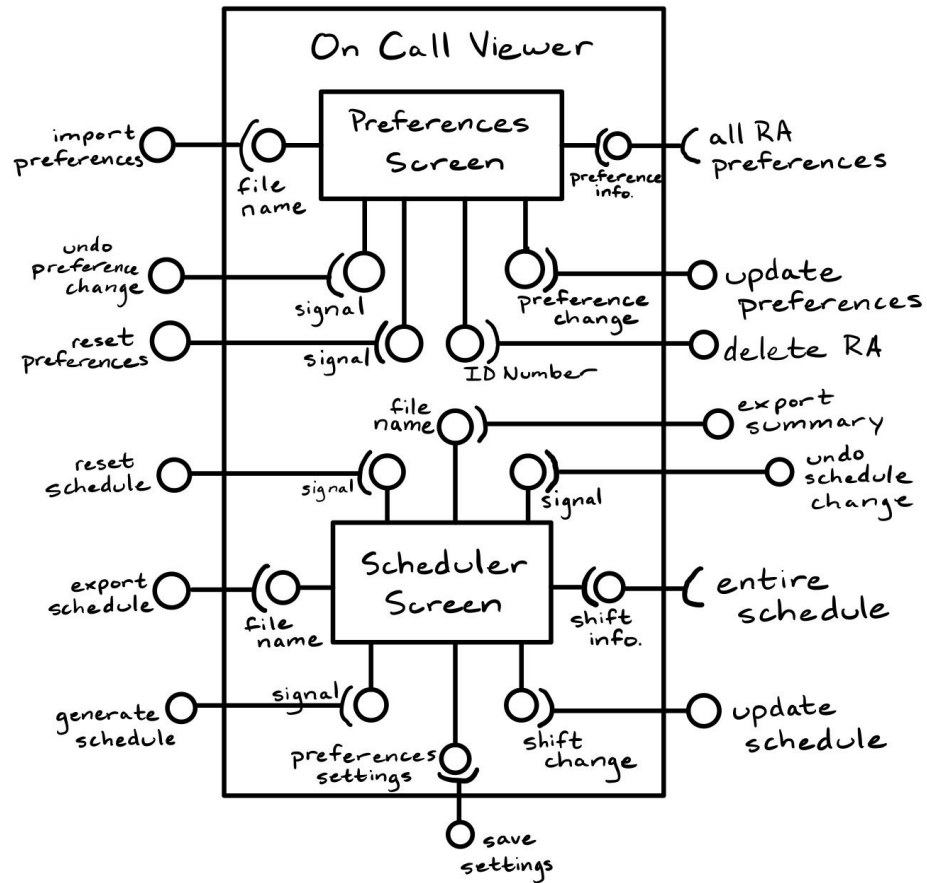 On Call Viewer
Preferences
Screen
import
preferences
file
name
preference
info.
all RA
preferences
undo
preference
change
signal
preference
change
update
preferences
reset
preferences
signal
ID Number
delete RA
file
name
export
summary
reset
schedule
signal
signal
undo
schedule
change
Scheduler
Screen
export
schedule
file
name
shift
info.
entire
schedule
generate
schedule
signal
preferences
settings
shift
change
update
schedule
save
settings